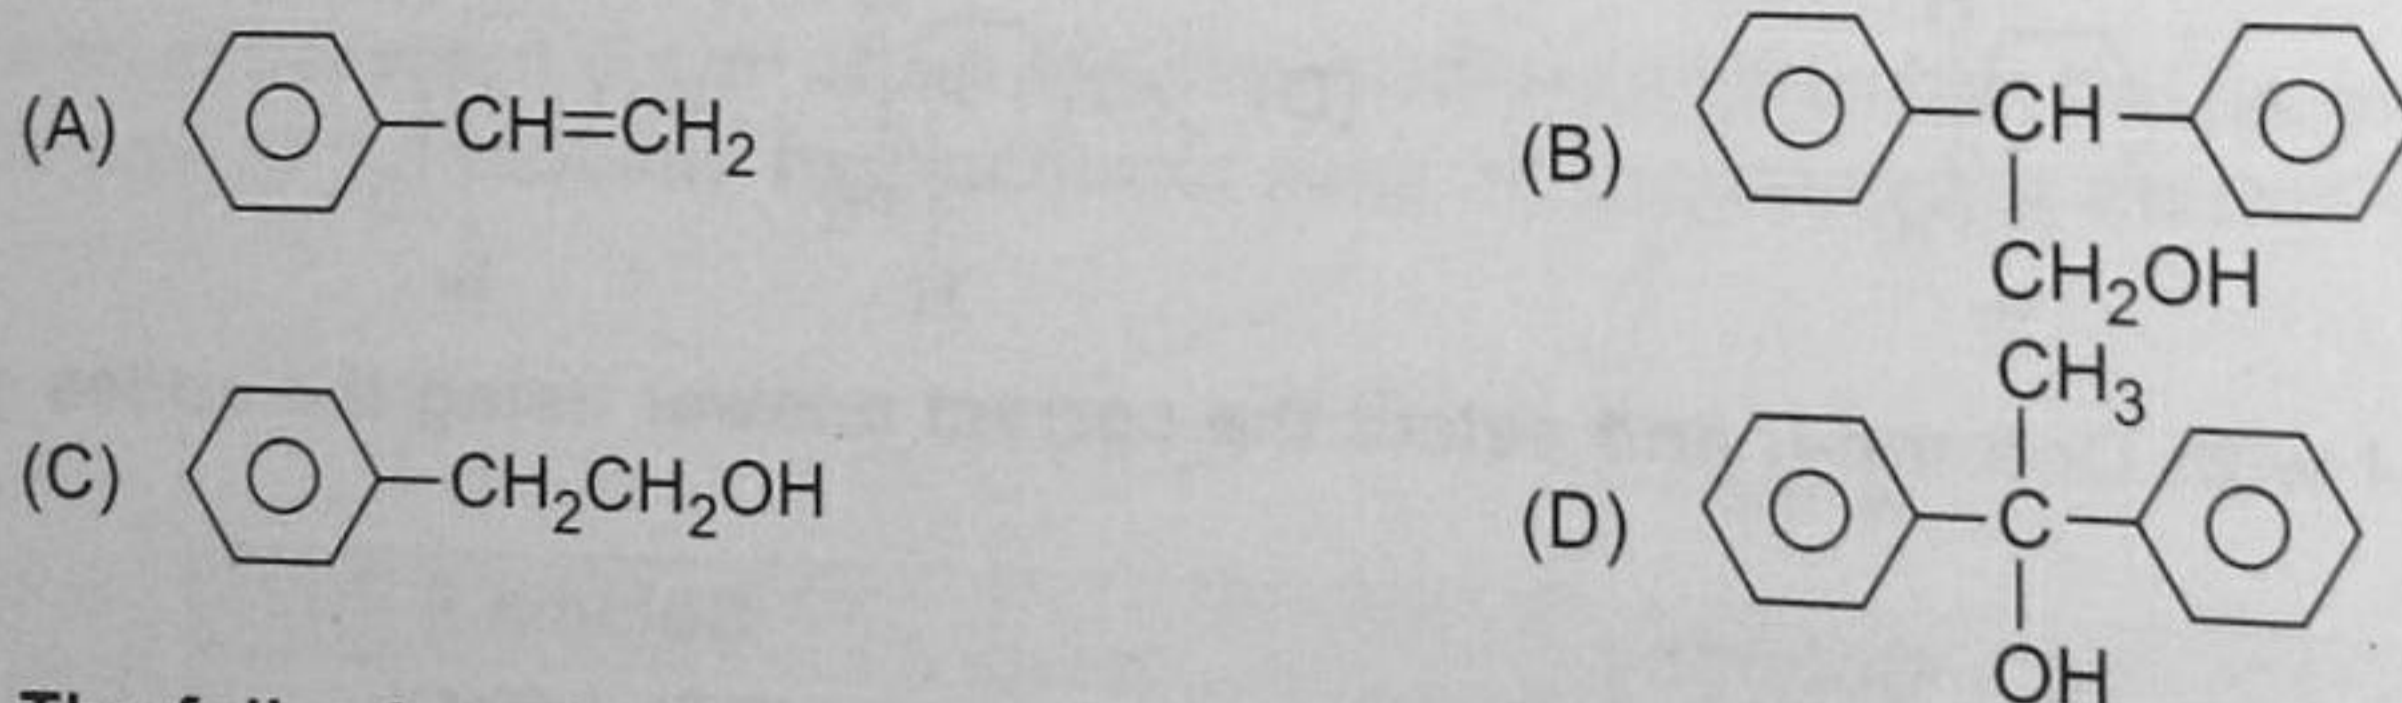 (A) CH=CH₂
(B) CH
CH₂OH
(C) CH₂CH₂OH
CH₃
(D) C
OH